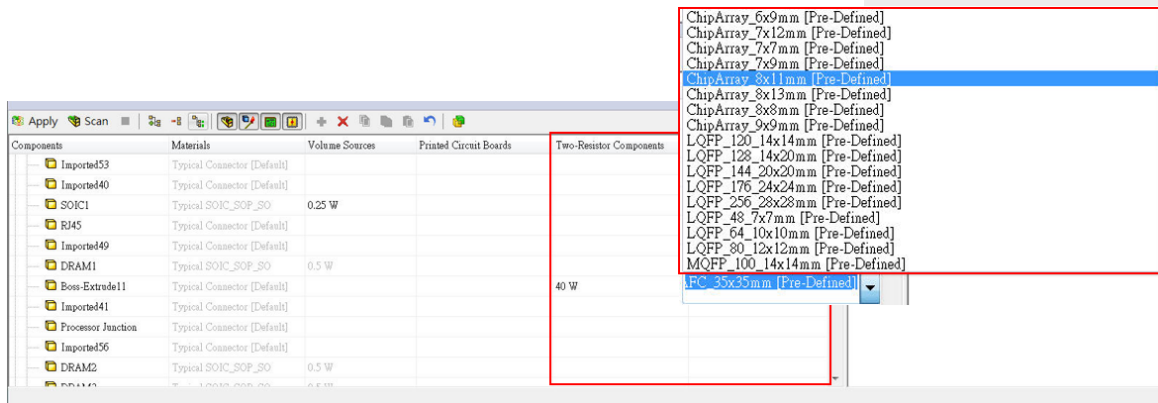 ChipArray_6x9mm [Pre-Defined]
ChipArray_7x12mm [Pre-Defined]
ChipArray_7x7mm [Pre-Defined]
ChipArray_7x9mm [Pre-Defined]
ChipArray_8x11mm [Pre-Defined]
ChipArray_8x13mm [Pre-Defined]
ChipArray_8x8mm [Pre-Defined]
ChipArray_9x9mm [Pre-Defined]
LQFP_120_14x14mm [Pre-Defined]
LQFP_128_14x20mm [Pre-Defined]
LQFP_144_20x20mm [Pre-Defined]
LQFP_176_24x24mm [Pre-Defined]
LQFP_256_28x28mm [Pre-Defined]
LQFP_48_7x7mm [Pre-Defined]
LQFP_64_10x10mm [Pre-Defined]
LQFP_80_12x12mm [Pre-Defined]
MQFP_100_14x14mm [Pre-Defined]
FC_35x35mm [Pre-Defined]
Apply Scan
Components Materials Volume Sources Printed Circuit Boards Two-Resistor Components
Imported53 Typical Connector [Default]
Imported40 Typical Connector [Default]
SOIC1 Typical SOIC_SOP_SO 0.25 W
RJ45 Typical Connector [Default]
Imported49 Typical Connector [Default]
DRAM1 Typical SOIC_SOP_SO 0.5 W
Boss-Extrude11 Typical Connector [Default] 40 W
Imported41 Typical Connector [Default]
Processor Junction Typical Connector [Default]
Imported56 Typical Connector [Default]
DRAM2 Typical SOIC_SOP_SO 0.5 W